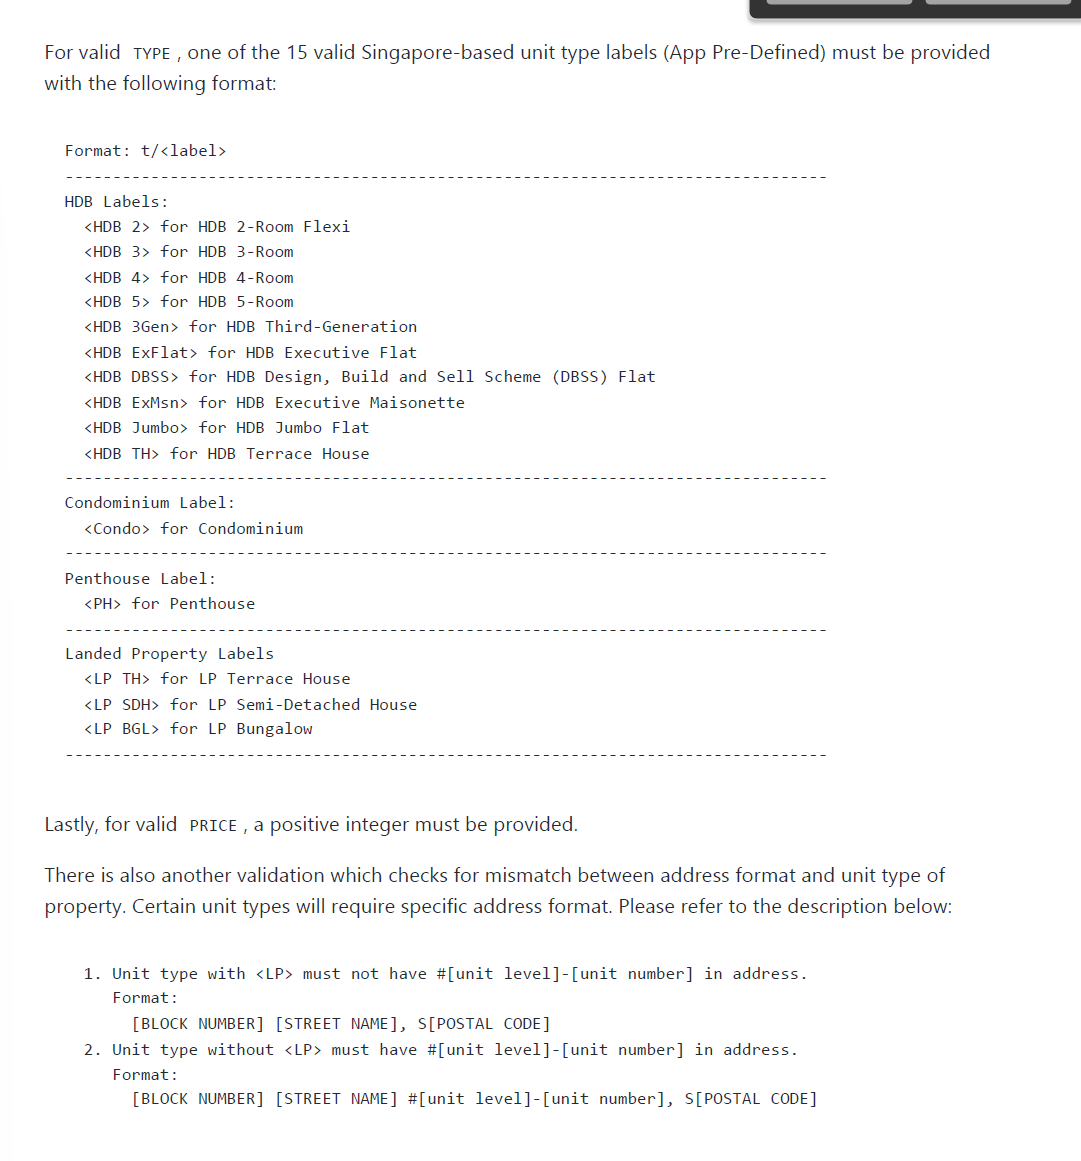 For valid TYPE , one of the 15 valid Singapore-based unit type labels (App Pre-Defined) must be provided
with the following format:
Format: t/<label>
--------------------------------------------------------------------------------
HDB Labels:
<HDB 2> for HDB 2-Room Flexi
<HDB 3> for HDB 3-Room
<HDB 4> for HDB 4-Room
<HDB 5> for HDB 5-Room
<HDB 3Gen> for HDB Third-Generation
<HDB ExFlat> for HDB Executive Flat
<HDB DBSS> for HDB Design, Build and Sell Scheme (DBSS) Flat
<HDB ExMsn> for HDB Executive Maisonette
<HDB Jumbo> for HDB Jumbo Flat
<HDB TH> for HDB Terrace House
--------------------------------------------------------------------------------
Condominium Label:
<Condo> for Condominium
--------------------------------------------------------------------------------
Penthouse Label:
<PH> for Penthouse
--------------------------------------------------------------------------------
Landed Property Labels
<LP TH> for LP Terrace House
<LP SDH> for LP Semi-Detached House
<LP BGL> for LP Bungalow
--------------------------------------------------------------------------------
Lastly, for valid PRICE , a positive integer must be provided.
There is also another validation which checks for mismatch between address format and unit type of
property. Certain unit types will require specific address format. Please refer to the description below:
1. Unit type with <LP> must not have #[unit level]-[unit number] in address.
Format:
[BLOCK NUMBER] [STREET NAME], S[POSTAL CODE]
2. Unit type without <LP> must have #[unit level]-[unit number] in address.
Format:
[BLOCK NUMBER] [STREET NAME] #[unit level]-[unit number], S[POSTAL CODE]